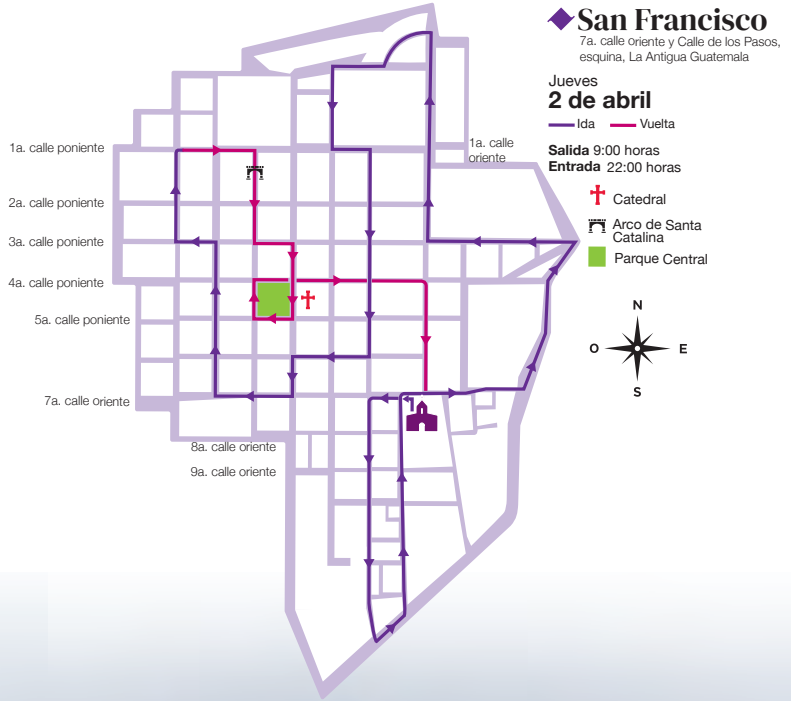 San Francisco
7a. calle oriente y Calle de los Pasos,
esquina, La Antigua Guatemala
Jueves
2 de abril
Ida Vuelta
Salida 9:00 horas
Entrada 22:00 horas
Catedral
Arco de Santa
Catalina
Parque Central
N
O E
S
1a. calle
oriente
1a. calle poniente
2a. calle poniente
3a. calle poniente
4a. calle poniente
5a. calle poniente
7a. calle oriente
8a. calle oriente
9a. calle oriente